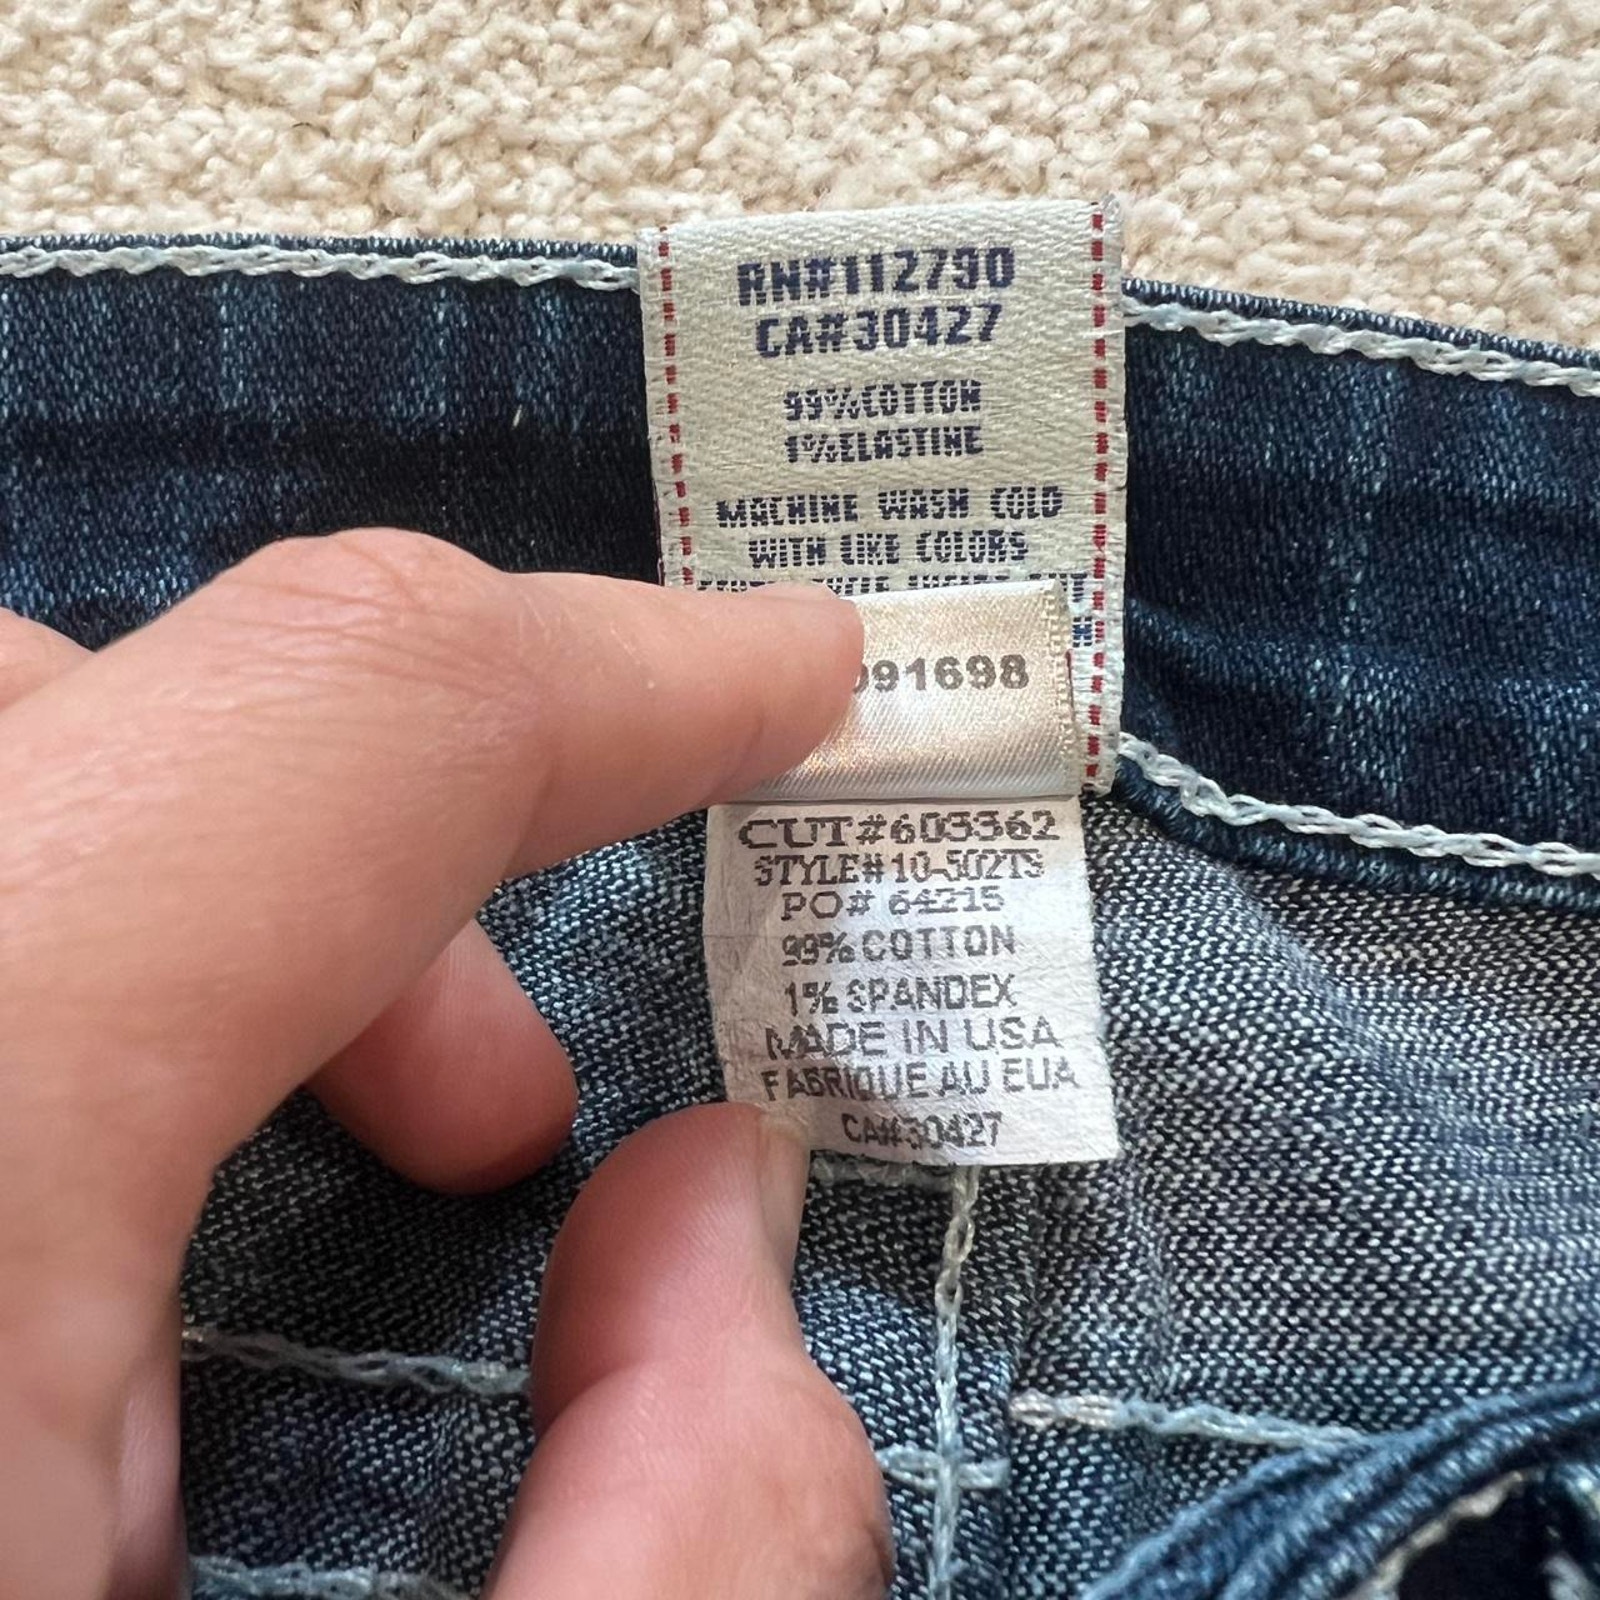 RN#112790
CA#30427
99%COTTON
1%ELASTINE
MACHINE WASH COLD
WITH LIKE COLORS
091698
CUT#603362
STYLE# 10-502TS
PO# 64215
99% COTTON
1% SPANDEX
MADE IN USA
FABRIQUE AU EUA
CA#30427